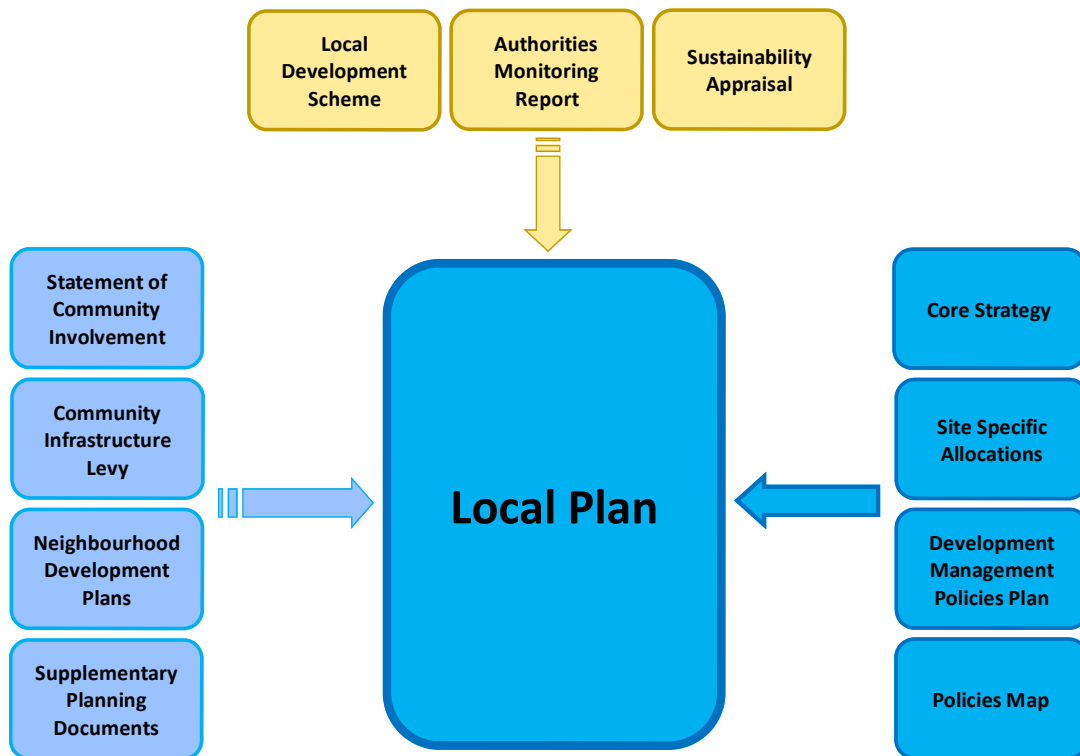 Local
Development
Scheme
Authorities
Monitoring
Report
Sustainability
Appraisal
Statement of
Community
Involvement
Community
Infrastructure
Levy
Neighbourhood
Development
Plans
Supplementary
Planning
Documents
Local Plan
Core Strategy
Site Specific
Allocations
Development
Management
Policies Plan
Policies Map